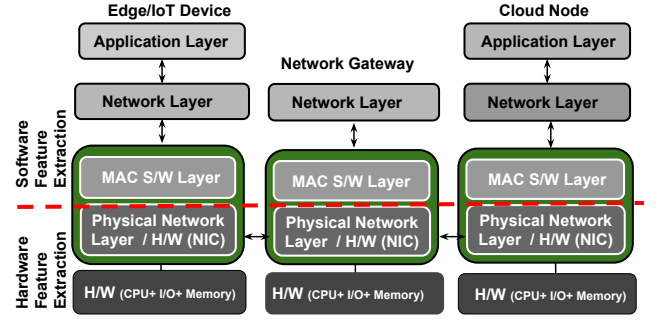 Edge/IoT Device
Cloud Node
Application Layer
Application Layer
Network Gateway
Network Layer
Network Layer
Network Layer
Software
Feature
Extraction
MAC S/W Layer
MAC S/W Layer
MAC S/W Layer
Hardware
Feature
Extraction
Physical Network
Layer / H/W (NIC)
Physical Network
Layer / H/W (NIC)
Physical Network
Layer / H/W (NIC)
H/W (CPU+ I/O+ Memory)
H/W (CPU+ I/O+ Memory)
H/W (CPU+ I/O+ Memory)